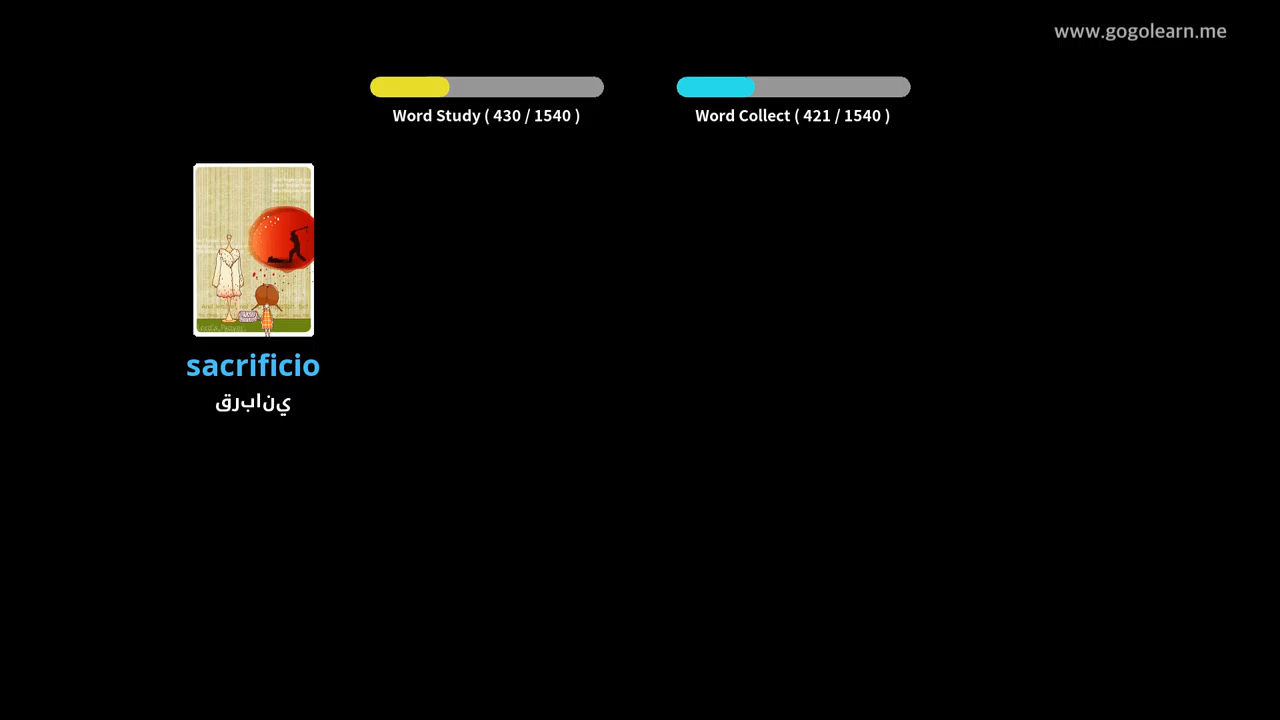 www.gogolearn.me
Word Study ( 430 / 1540 )
Word Collect ( 421 / 1540 )
sacrificio
قرباني